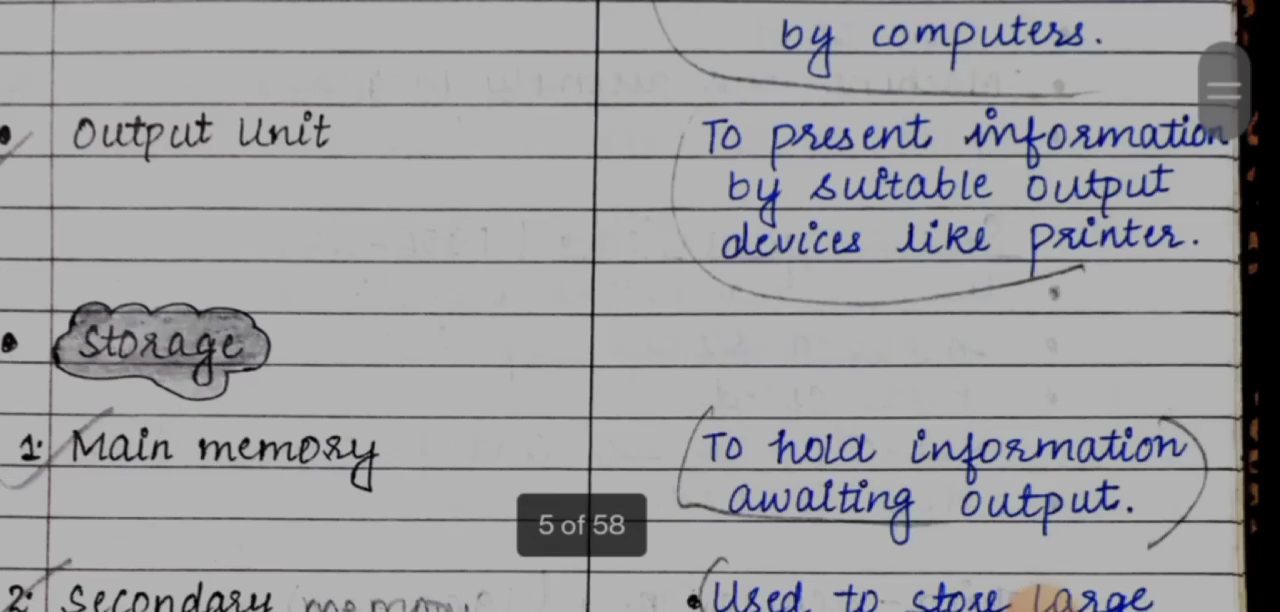 by computers.
• Output Unit
To present information
by suitable output
devices like printer.
• Storage
1. Main memory
To hold information
awaiting output.
5 of 58
2. Secondary memory
• Used to store large